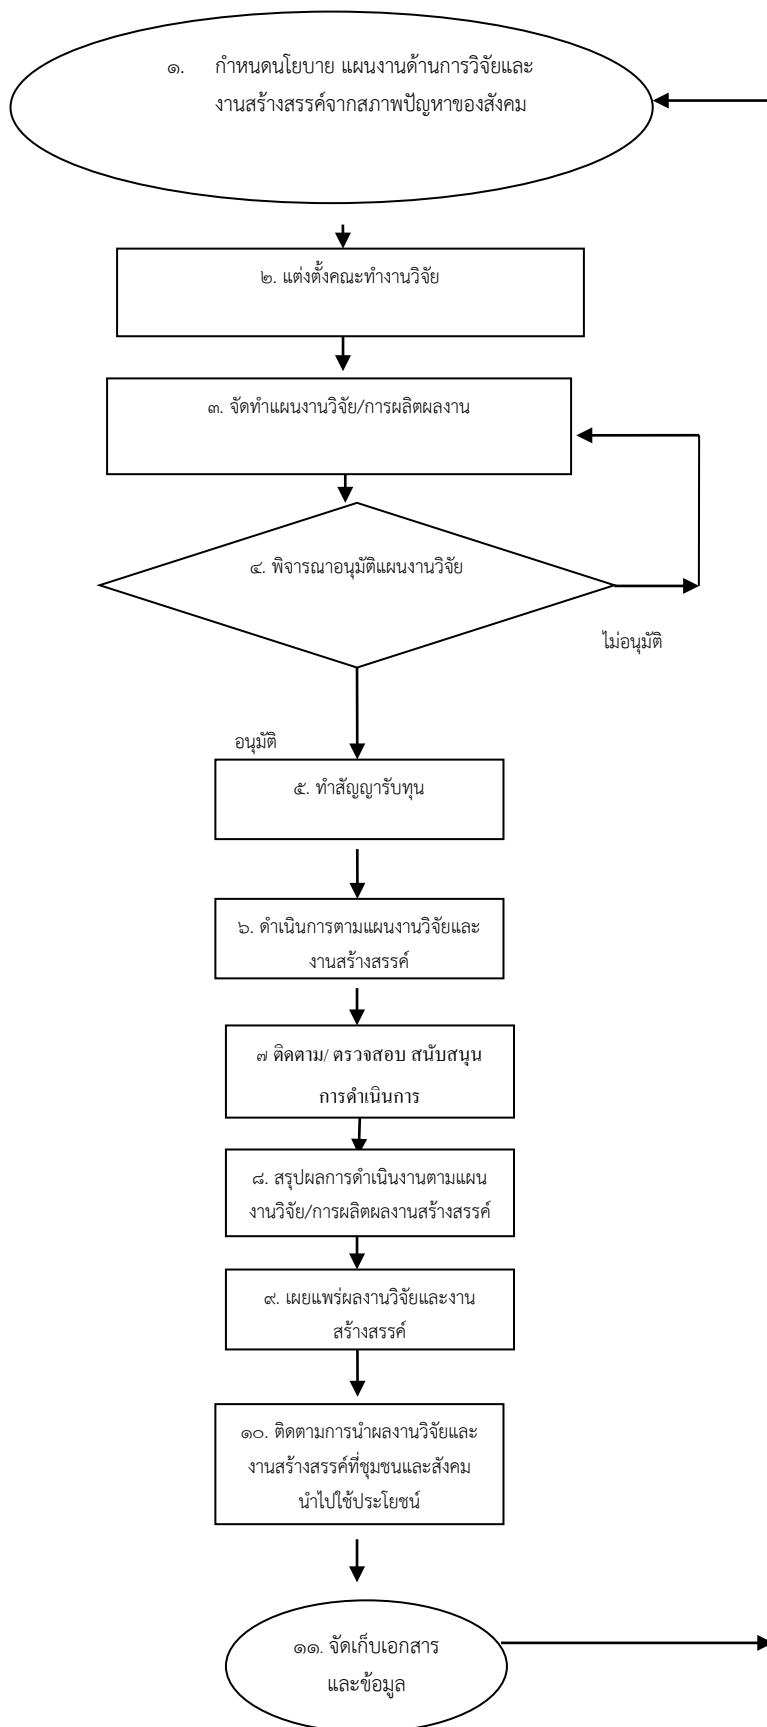 ๑. กำหนดนโยบาย แผนงานด้านการวิจัยและ
งานสร้างสรรค์จากสภาพปัญหาของสังคม
๒. แต่งตั้งคณะทำงานวิจัย
๓. จัดทำแผนงานวิจัย/การผลิตผลงาน
๔. พิจารณาอนุมัติแผนงานวิจัย
ไม่อนุมัติ
อนุมัติ
๕. ทำสัญญารับทุน
๖. ดำเนินการตามแผนงานวิจัยและ
งานสร้างสรรค์
๗ ติดตาม/ ตรวจสอบ สนับสนุน
การดำเนินการ
๘. สรุปผลการดำเนินงานตามแผน
งานวิจัย/การผลิตผลงานสร้างสรรค์
๙. เผยแพร่ผลงานวิจัยและงาน
สร้างสรรค์
๑๐. ติดตามการนำผลงานวิจัยและ
งานสร้างสรรค์ที่ชุมชนและสังคม
นำไปใช้ประโยชน์
๑๑. จัดเก็บเอกสาร
และข้อมูล